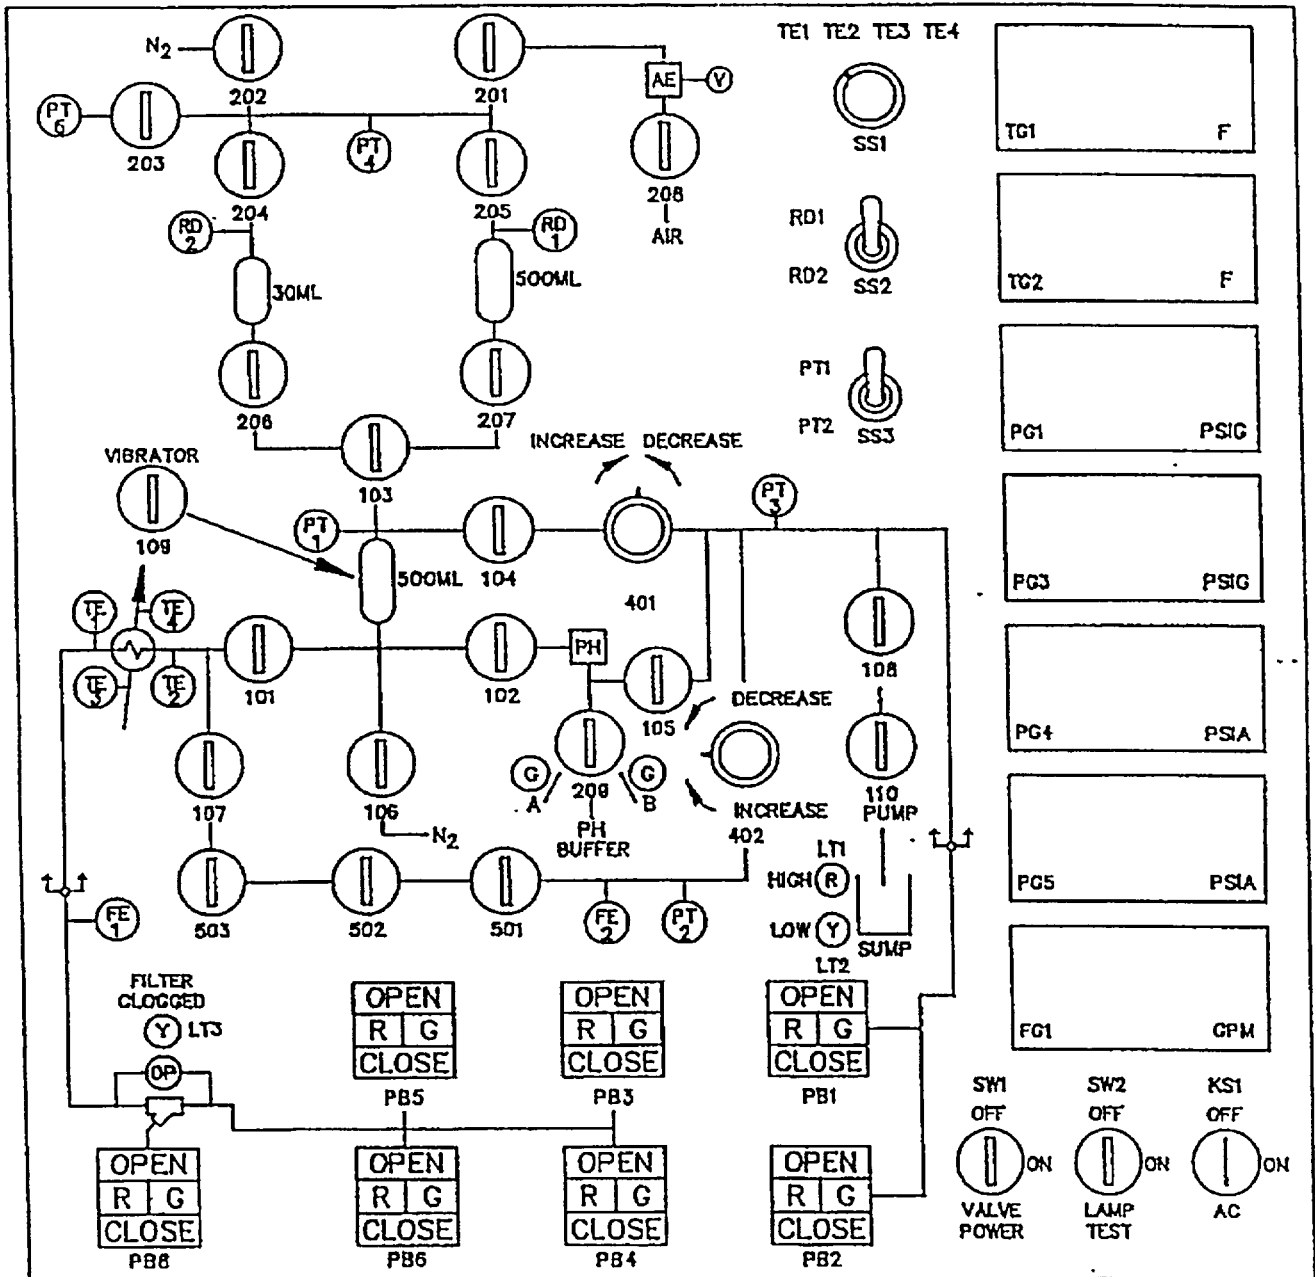 TE1 TE2 TE3 TE4
N2
202
201
AE
V
PT 6
203
PT 4
208
SS1
TG1 F
204
205
AIR
RD 2
RD 1
RD1
30ML
500ML
RD2 SS2
TG2 F
206
207
PT1
PT2 SS3
PG1 PSIG
VIBRATOR
INCREASE DECREASE
103
109
PT 1
104
500ML
PT 3
401
PG3 PSIG
TE 4
101
102
PH
108
TE 3
TE 2
105
DECREASE
PG4 PSIA
107
106
G
A
209
G
B
110
PUMP
N2
PH
BUFFER
INCREASE
402
LT1
HIGH R
503
502
501
FE 1
FE 2
PT 2
LOW Y
LT2
SUMP
PG5 PSIA
FILTER
CLOGGED
Y LT3
OPEN
R G
CLOSE
PB5
OPEN
R G
CLOSE
PB3
OPEN
R G
CLOSE
PB1
FG1 GPM
SW1 SW2 KS1
OFF OFF OFF
ON ON ON
VALVE
POWER
LAMP
TEST
AC
OPEN
R G
CLOSE
OPEN
R G
CLOSE
PB6
OPEN
R G
CLOSE
PB4
OPEN
R G
CLOSE
PB2